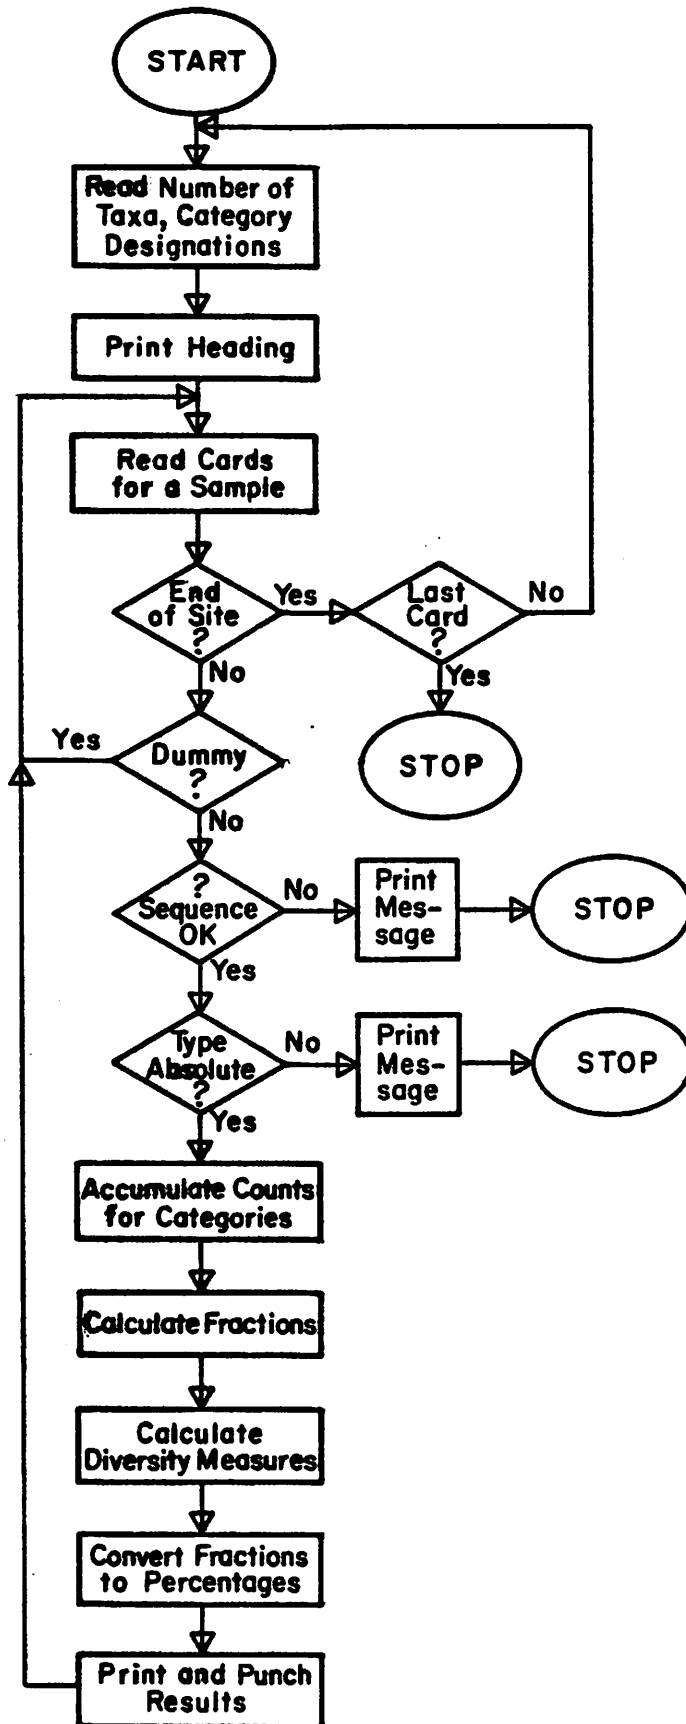 START
Read Number of
Taxa, Category
Designations
Print Heading
Read Cards
for a Sample
End
of Site
?
Yes
Last
Card
?
No
No
Yes
STOP
Dummy
?
Yes
No
?
Sequence
OK
No
Print
Mes-
sage
STOP
Yes
Type
Absolute
?
No
Print
Mes-
sage
STOP
Yes
Accumulate Counts
for Categories
Calculate Fractions
Calculate
Diversity Measures
Convert Fractions
to Percentages
Print and Punch
Results